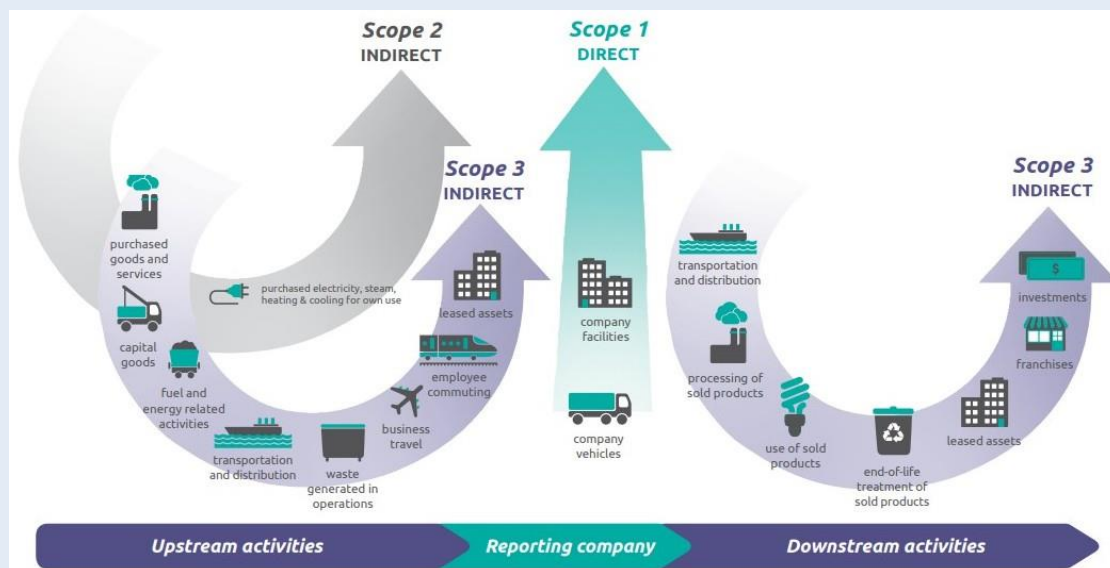 Scope 2
INDIRECT
Scope 1
DIRECT
Scope 3
INDIRECT
Scope 3
INDIRECT
purchased
goods and
services
capital
goods
fuel and
energy related
activities
purchased electricity, steam,
heating & cooling for own use
transportation
and distribution
waste
generated in
operations
business
travel
employee
commuting
leased assets
company
facilities
company
vehicles
transportation
and distribution
processing of
sold products
use of sold
products
end-of-life
treatment of
sold products
leased assets
franchises
$
investments
Upstream activities
Reporting company
Downstream activities